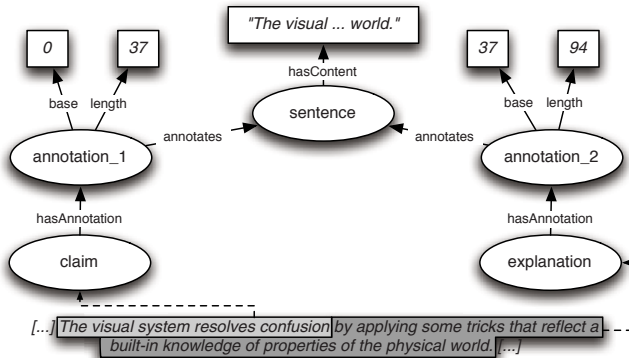 "The visual ... world."
0 37 37 94
hasContent
base length base length
sentence
annotates annotates
annotation_1 annotation_2
hasAnnotation hasAnnotation
claim explanation
[...] The visual system resolves confusion by applying some tricks that reflect a
built-in knowledge of properties of the physical world. [...]